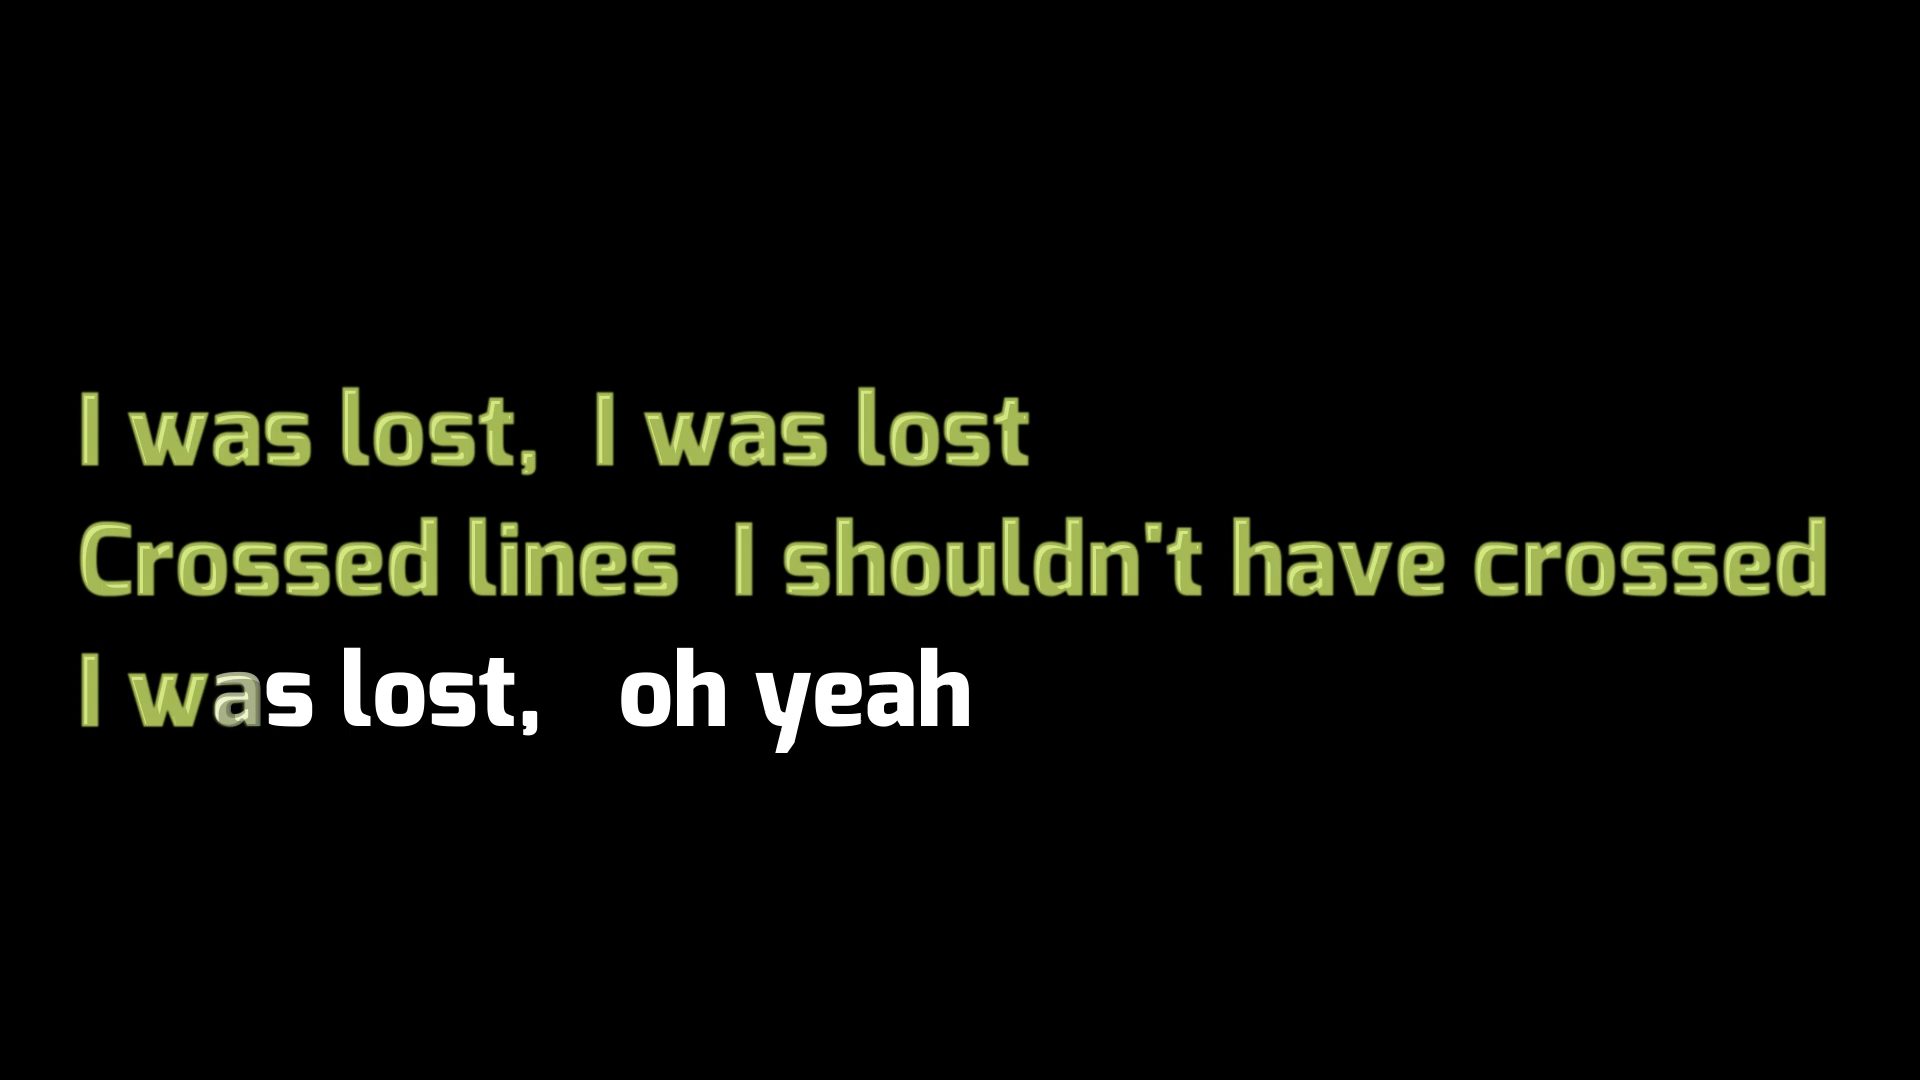 I was lost,  I was lost
Crossed lines  I shouldn't have crossed
I was lost,   oh yeah